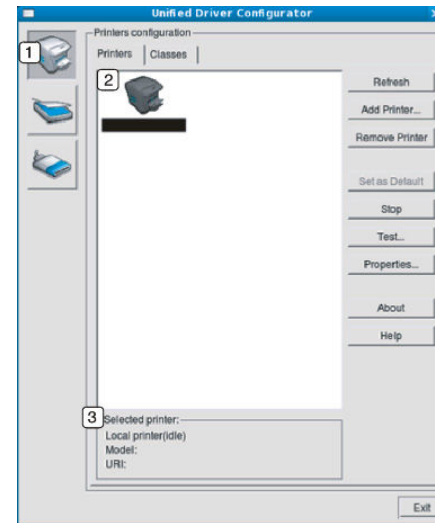 Unified Driver Configurator
1
Printers configuration
Printers Classes
2
Refresh
Add Printer...
Remove Printer
Set as Default
Stop
Test...
Properties...
About
Help
3
Selected printer:
Local printer(idle)
Model:
URI:
Exit